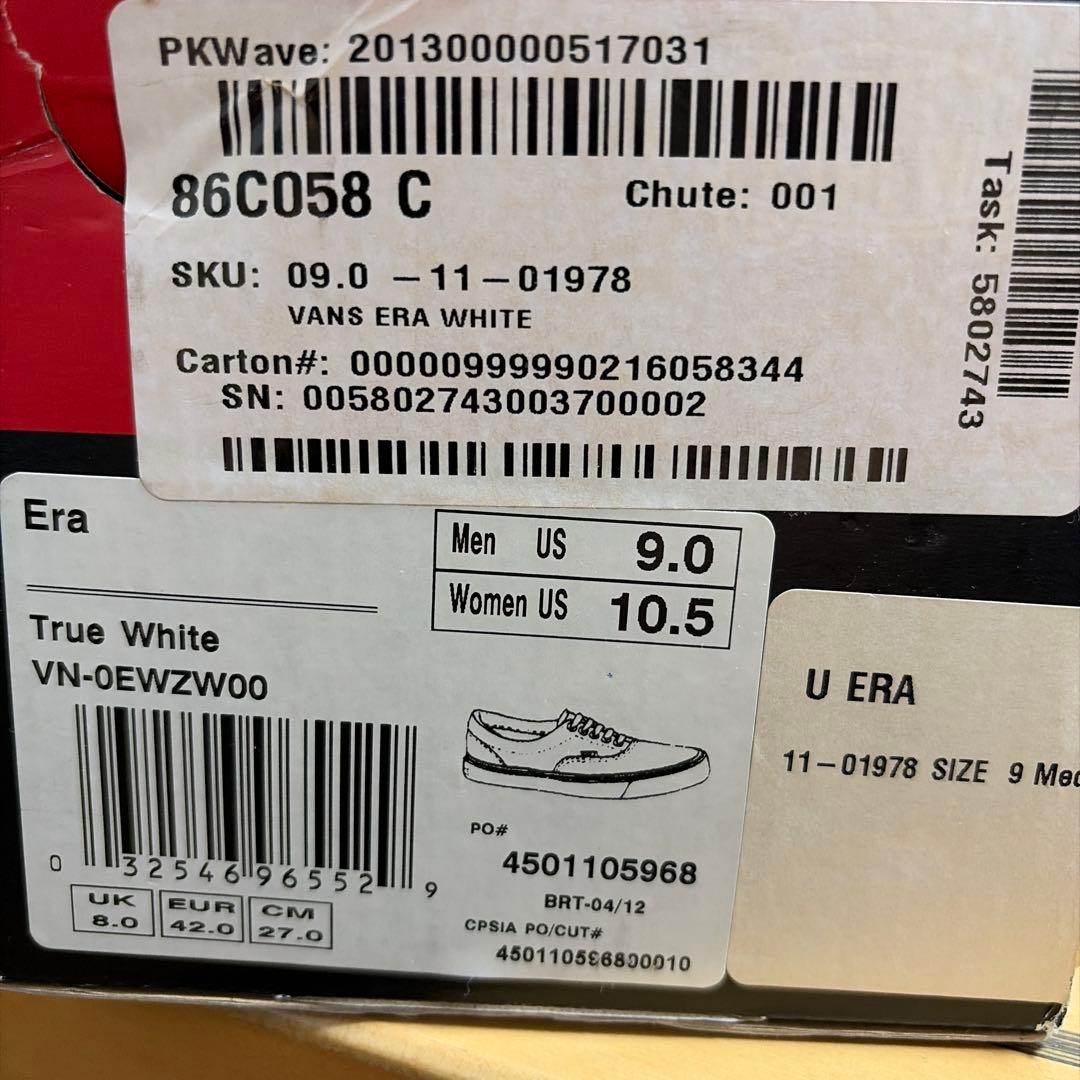 PKWave: 201300000517031
86C058 C
Chute: 001
SKU: 09.0 -11-01978
VANS ERA WHITE
Carton#: 00000999990216058344
SN: 005802743003700002
Task: 5802743
Era
Men US 9.0
Women US 10.5
True White
VN-0EWZW00
0 32546 96552 9
UK 8.0
EUR 42.0
CM 27.0
PO#
4501105968
BRT-04/12
CPSIA PO/CUT#
U ERA
11-01978 SIZE 9